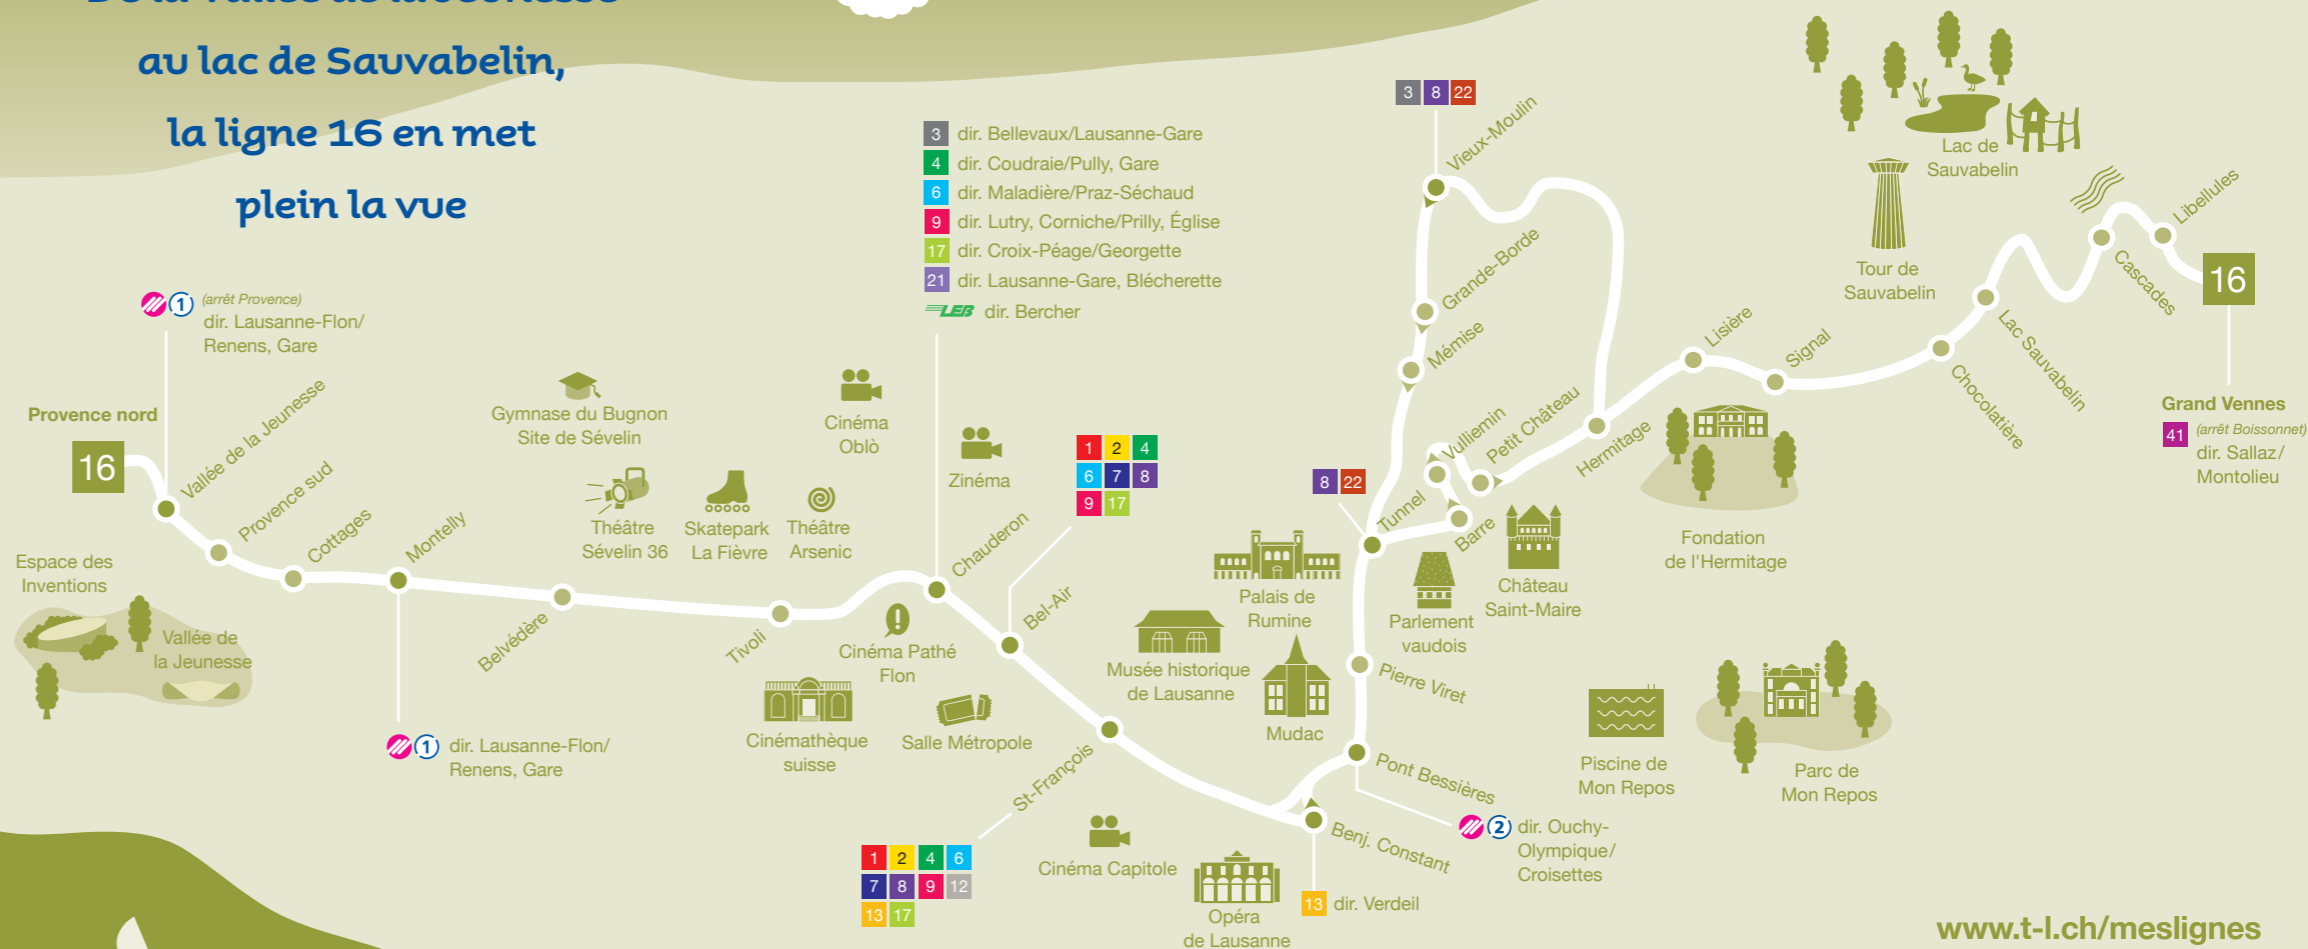 De la Vallée de la Jeunesse
au lac de Sauvabelin,
la ligne 16 en met
plein la vue
3 dir. Bellevaux/Lausanne-Gare
4 dir. Coudraie/Pully, Gare
6 dir. Maladière/Praz-Séchaud
9 dir. Lutry, Corniche/Prilly, Église
17 dir. Croix-Péage/Georgette
21 dir. Lausanne-Gare, Blécherette
LEB dir. Bercher
1 (arrêt Provence)
dir. Lausanne-Flon/
Renens, Gare
Provence nord
16
Vallée de la Jeunesse
Provence sud
Cottages
Montelly
Belvédère
Tivoli
Chauderon
Bel-Air
St-François
Benj. Constant
Pont Bessières
Pierre Viret
Tunnel
Barre
Vulliemin
Petit Château
Hermitage
Mémise
Grande-Borde
Vieux-Moulin
Lisière
Signal
Chocolatière
Lac Sauvabelin
Cascades
Libellules
16
Grand Vennes
41 (arrêt Boissonnet)
dir. Sallaz/
Montolieu
3 8 22
8 22
1 2 4
6 7 8
9 17
1 2 4 6
7 8 9 12
13 17
13 dir. Verdeil
2 dir. Ouchy-
Olympique/
Croisettes
1 dir. Lausanne-Flon/
Renens, Gare
Espace des
Inventions
Vallée de
la Jeunesse
Gymnase du Bugnon
Site de Sévelin
Théâtre
Sévelin 36
Skatepark
La Fièvre
Théâtre
Arsenic
Cinéma
Oblò
Zinéma
Cinéma Pathé
Flon
Cinémathèque
suisse
Salle Métropole
Cinéma Capitole
Opéra
de Lausanne
Musée historique
de Lausanne
Palais de
Rumine
Mudac
Parlement
vaudois
Château
Saint-Maire
Fondation
de l'Hermitage
Tour de
Sauvabelin
Lac de
Sauvabelin
Piscine de
Mon Repos
Parc de
Mon Repos
www.t-l.ch/meslignes